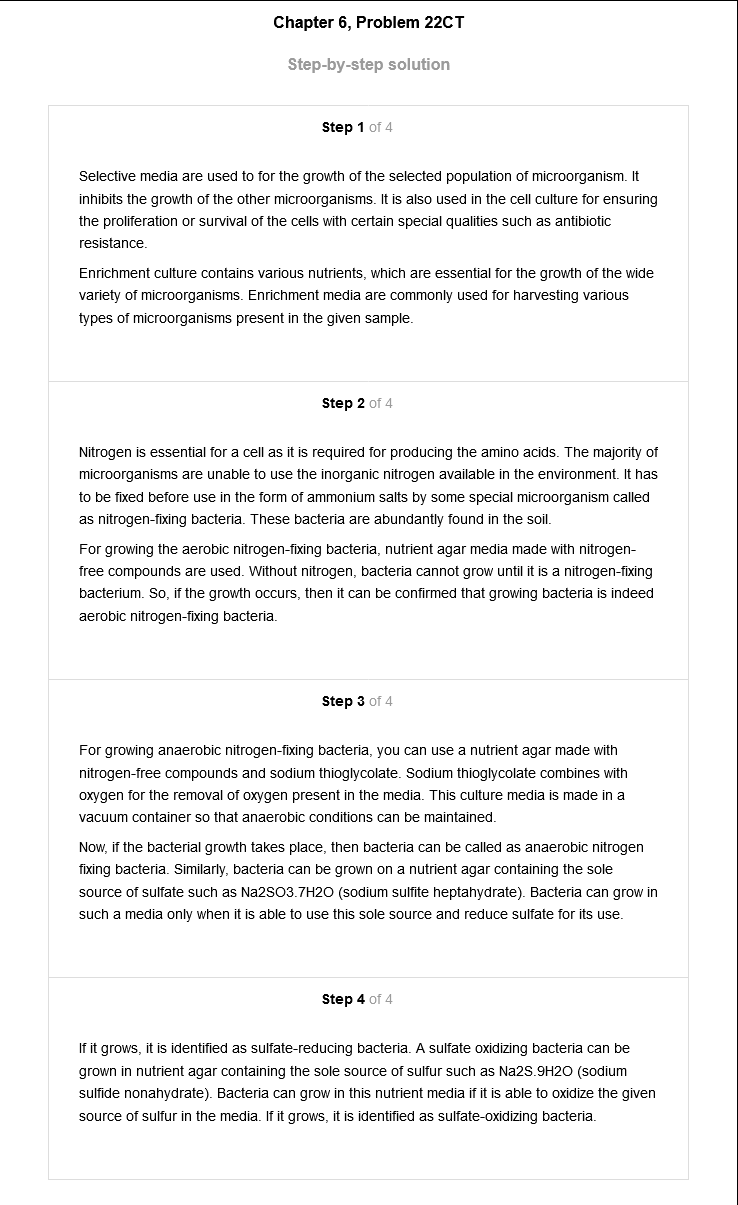 Chapter 6, Problem 22CT
Step-by-step solution
Step 1 of 4
Selective media are used to for the growth of the selected population of microorganism. It
inhibits the growth of the other microorganisms. It is also used in the cell culture for ensuring
the proliferation or survival of the cells with certain special qualities such as antibiotic
resistance.
Enrichment culture contains various nutrients, which are essential for the growth of the wide
variety of microorganisms. Enrichment media are commonly used for harvesting various
types of microorganisms present in the given sample.
Step 2 of 4
Nitrogen is essential for a cell as it is required for producing the amino acids. The majority of
microorganisms are unable to use the inorganic nitrogen available in the environment. It has
to be fixed before use in the form of ammonium salts by some special microorganism called
as nitrogen-fixing bacteria. These bacteria are abundantly found in the soil.
For growing the aerobic nitrogen-fixing bacteria, nutrient agar media made with nitrogen-
free compounds are used. Without nitrogen, bacteria cannot grow until it is a nitrogen-fixing
bacterium. So, if the growth occurs, then it can be confirmed that growing bacteria is indeed
aerobic nitrogen-fixing bacteria.
Step 3 of 4
For growing anaerobic nitrogen-fixing bacteria, you can use a nutrient agar made with
nitrogen-free compounds and sodium thioglycolate. Sodium thioglycolate combines with
oxygen for the removal of oxygen present in the media. This culture media is made in a
vacuum container so that anaerobic conditions can be maintained.
Now, if the bacterial growth takes place, then bacteria can be called as anaerobic nitrogen
fixing bacteria. Similarly, bacteria can be grown on a nutrient agar containing the sole
source of sulfate such as Na2SO3.7H2O (sodium sulfite heptahydrate). Bacteria can grow in
such a media only when it is able to use this sole source and reduce sulfate for its use.
Step 4 of 4
If it grows, it is identified as sulfate-reducing bacteria. A sulfate oxidizing bacteria can be
grown in nutrient agar containing the sole source of sulfur such as Na2S.9H2O (sodium
sulfide nonahydrate). Bacteria can grow in this nutrient media if it is able to oxidize the given
source of sulfur in the media. If it grows, it is identified as sulfate-oxidizing bacteria.